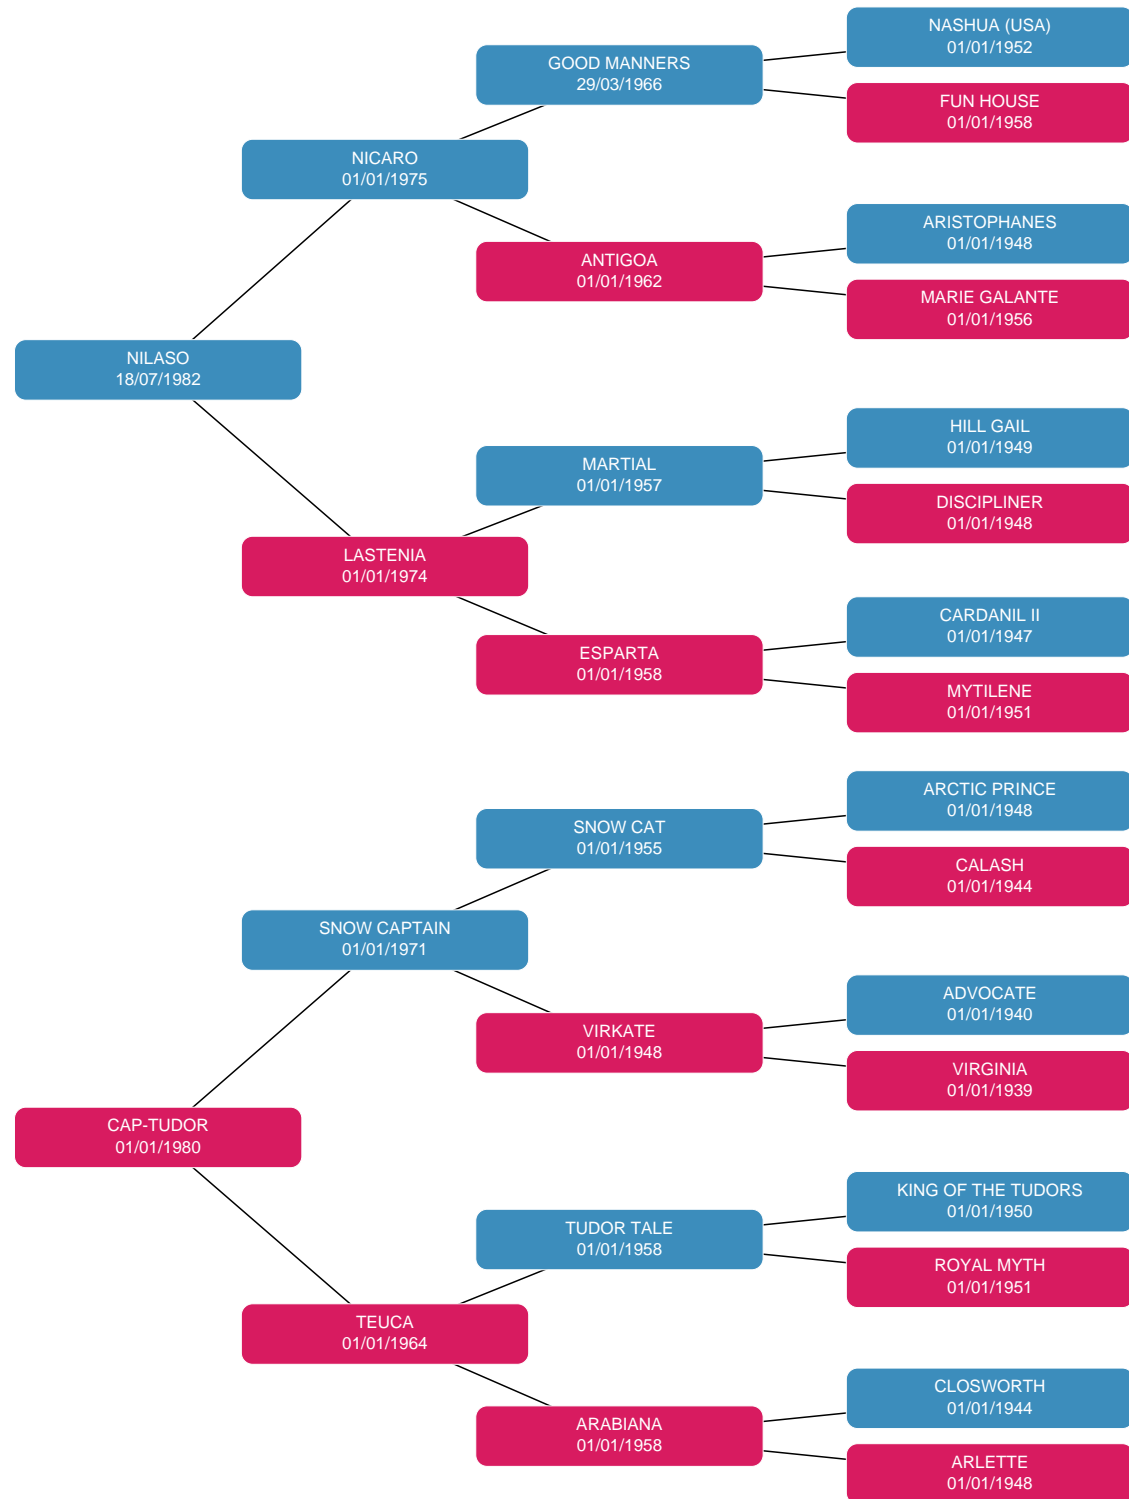 NASHUA (USA)
01/01/1952
GOOD MANNERS
29/03/1966
FUN HOUSE
01/01/1958
NICARO
01/01/1975
ARISTOPHANES
01/01/1948
ANTIGOA
01/01/1962
MARIE GALANTE
01/01/1956
NILASO
18/07/1982
HILL GAIL
01/01/1949
MARTIAL
01/01/1957
DISCIPLINER
01/01/1948
LASTENIA
01/01/1974
CARDANIL II
01/01/1947
ESPARTA
01/01/1958
MYTILENE
01/01/1951
ARCTIC PRINCE
01/01/1948
SNOW CAT
01/01/1955
CALASH
01/01/1944
SNOW CAPTAIN
01/01/1971
ADVOCATE
01/01/1940
VIRKATE
01/01/1948
VIRGINIA
01/01/1939
CAP-TUDOR
01/01/1980
KING OF THE TUDORS
01/01/1950
TUDOR TALE
01/01/1958
ROYAL MYTH
01/01/1951
TEUCA
01/01/1964
CLOSWORTH
01/01/1944
ARABIANA
01/01/1958
ARLETTE
01/01/1948